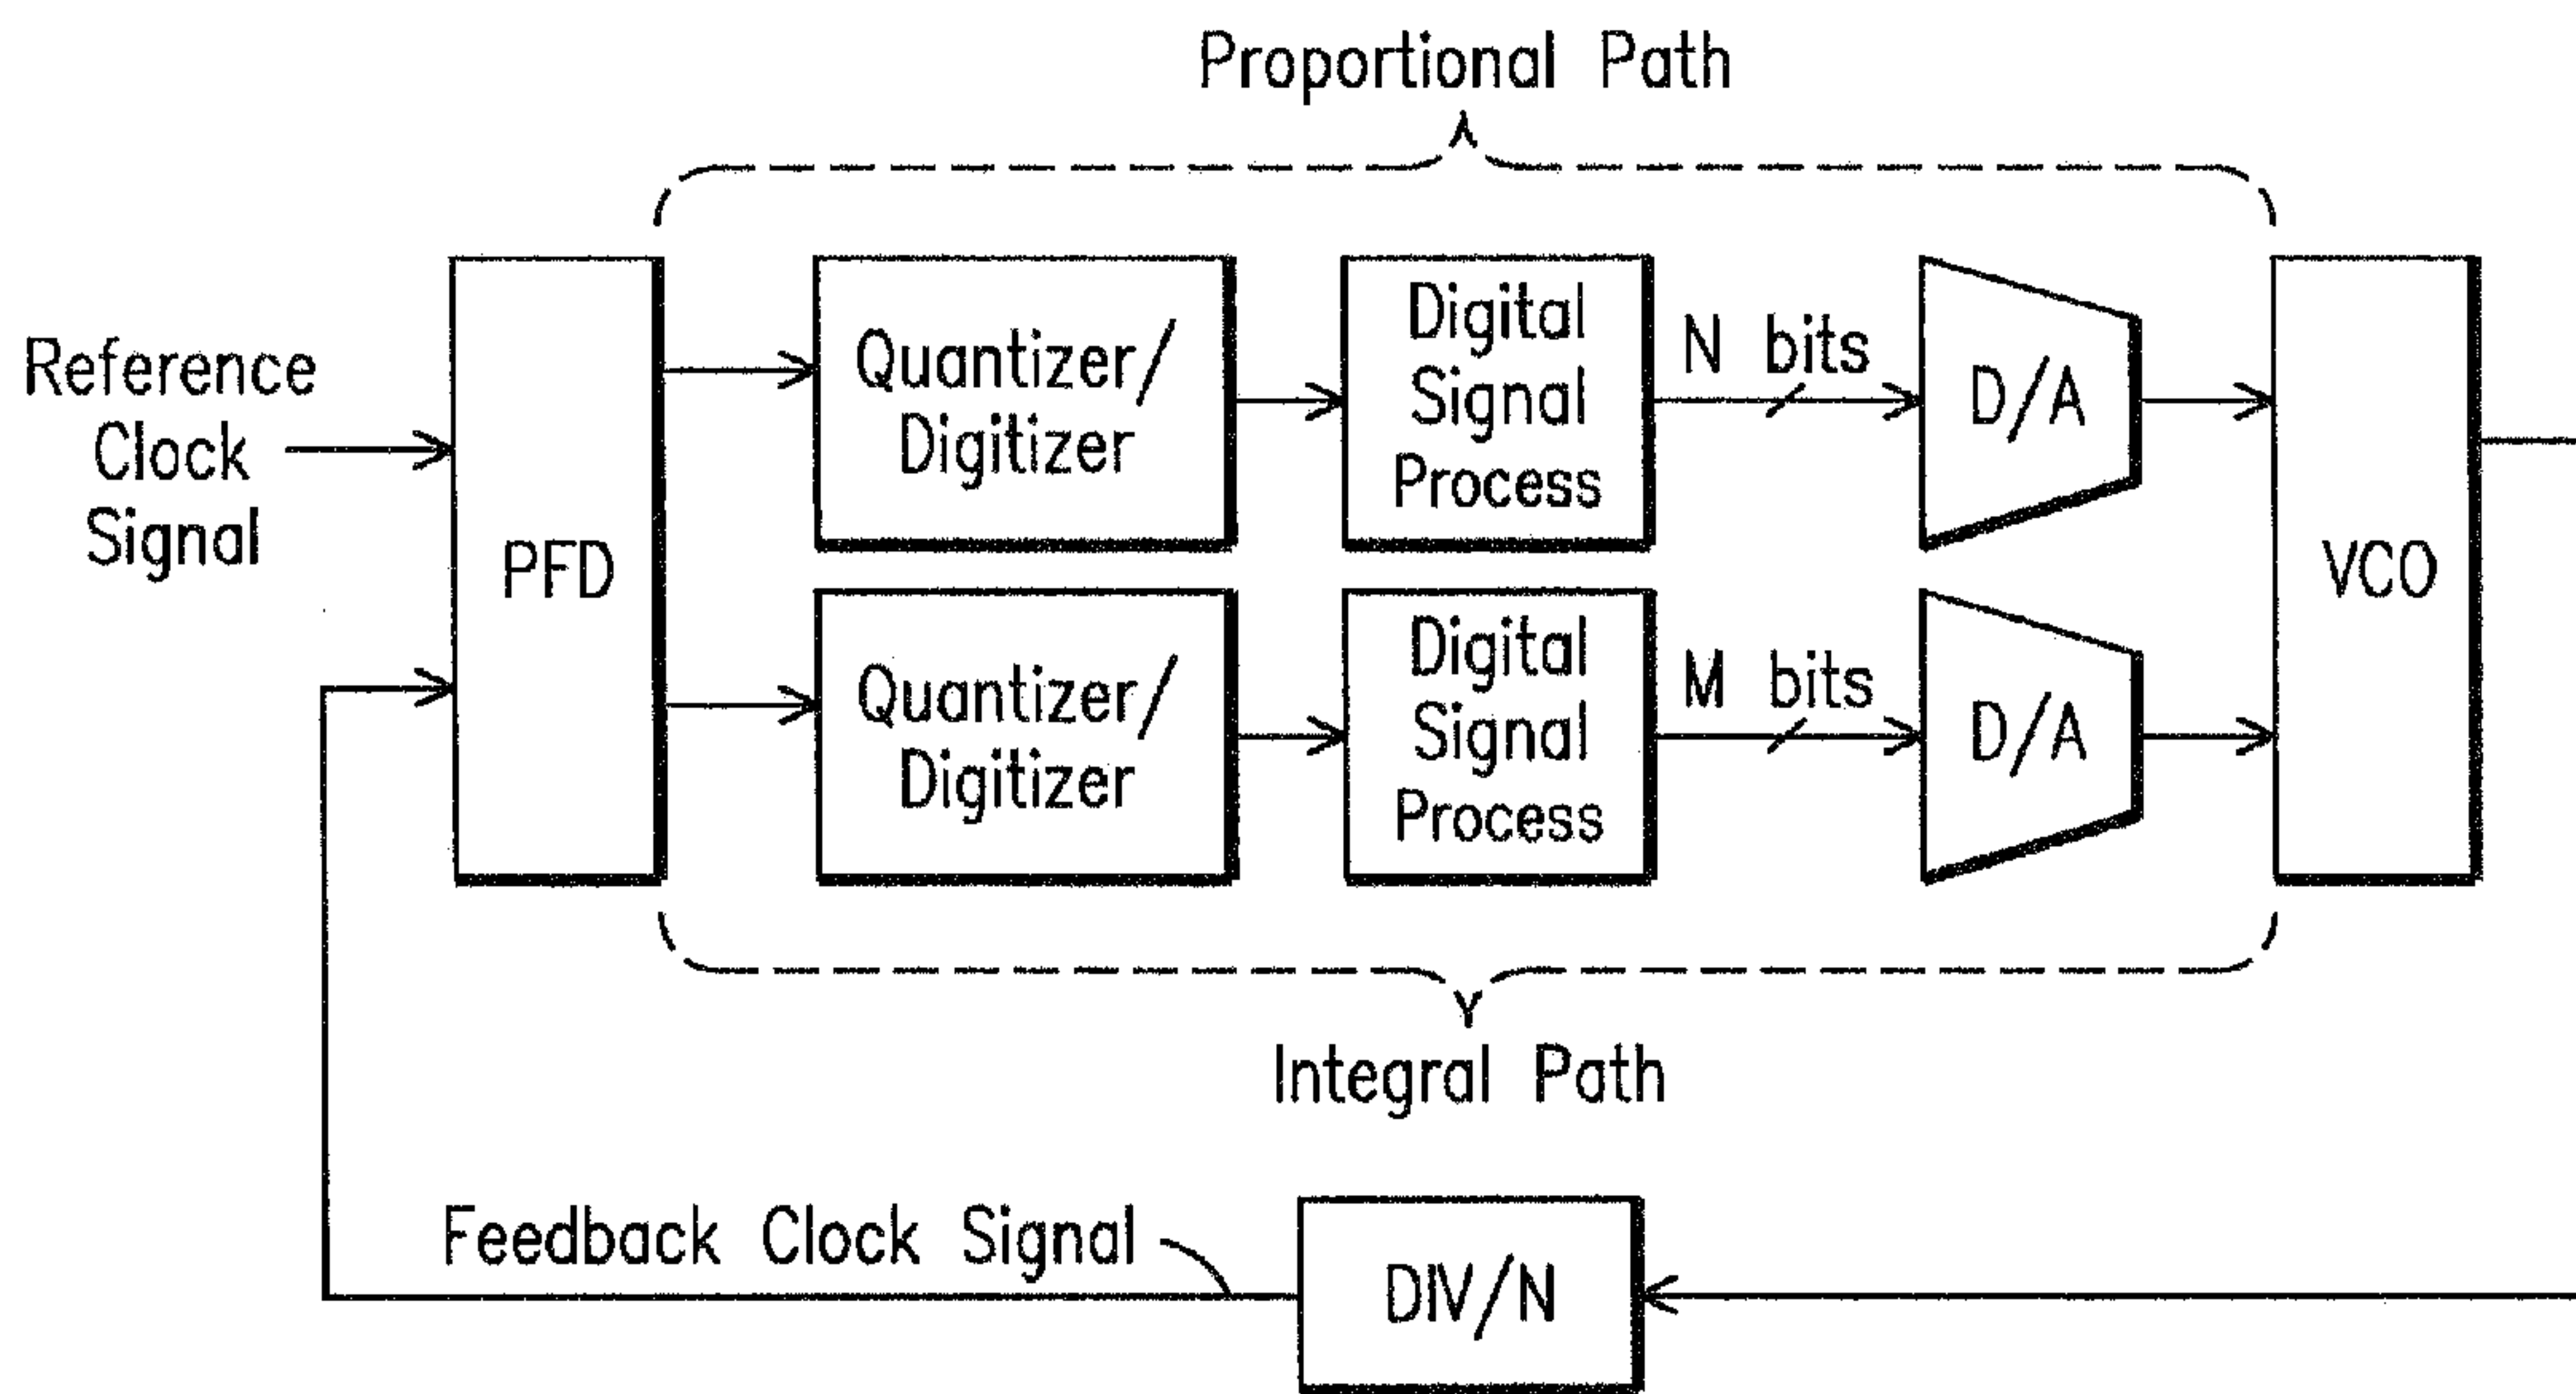 Proportional Path
Reference
Clock
Signal
PFD
Quantizer/
Digitizer
Digital
Signal
Process
N bits
D/A
VCO
Quantizer/
Digitizer
Digital
Signal
Process
M bits
D/A
Integral Path
Feedback Clock Signal
DIV/N